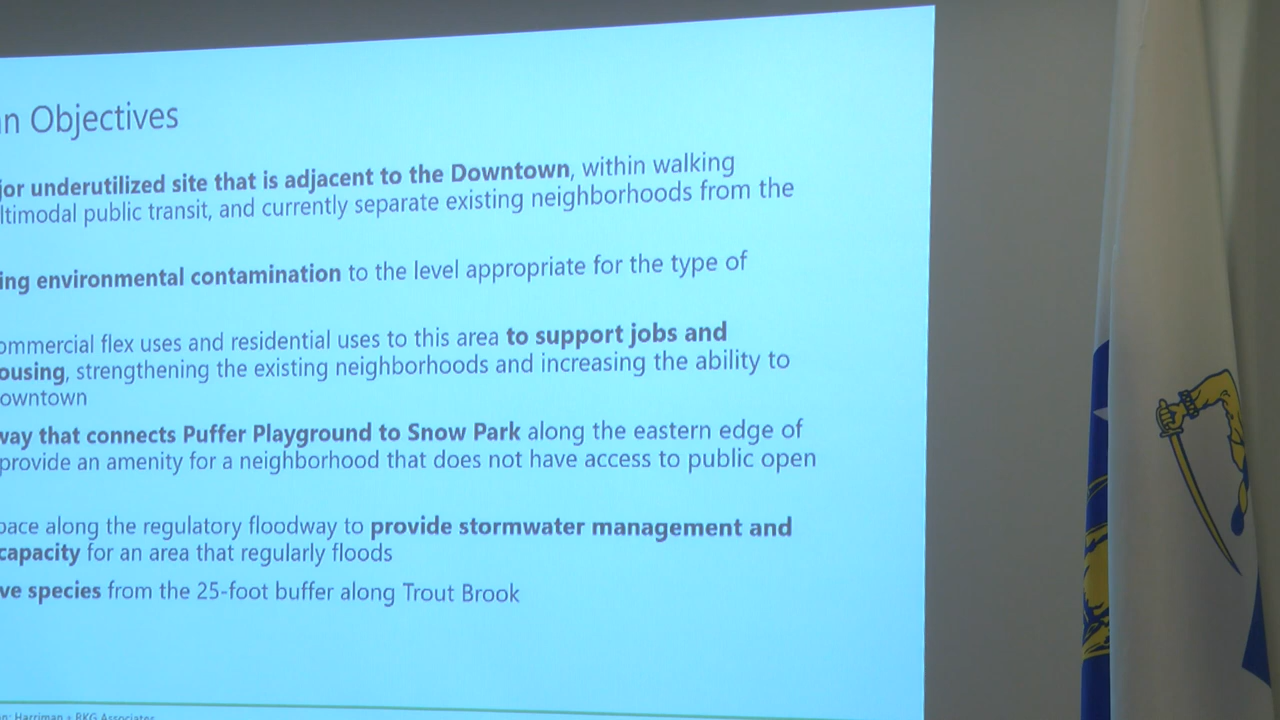 n Objectives
jor underutilized site that is adjacent to the Downtown, within walking
ltimodal public transit, and currently separate existing neighborhoods from the
ing environmental contamination to the level appropriate for the type of
ommercial flex uses and residential uses to this area to support jobs and
ousing, strengthening the existing neighborhoods and increasing the ability to
owntown
way that connects Puffer Playground to Snow Park along the eastern edge of
provide an amenity for a neighborhood that does not have access to public open
pace along the regulatory floodway to provide stormwater management and
capacity for an area that regularly floods
ve species from the 25-foot buffer along Trout Brook
n: Harriman + RKG Associates